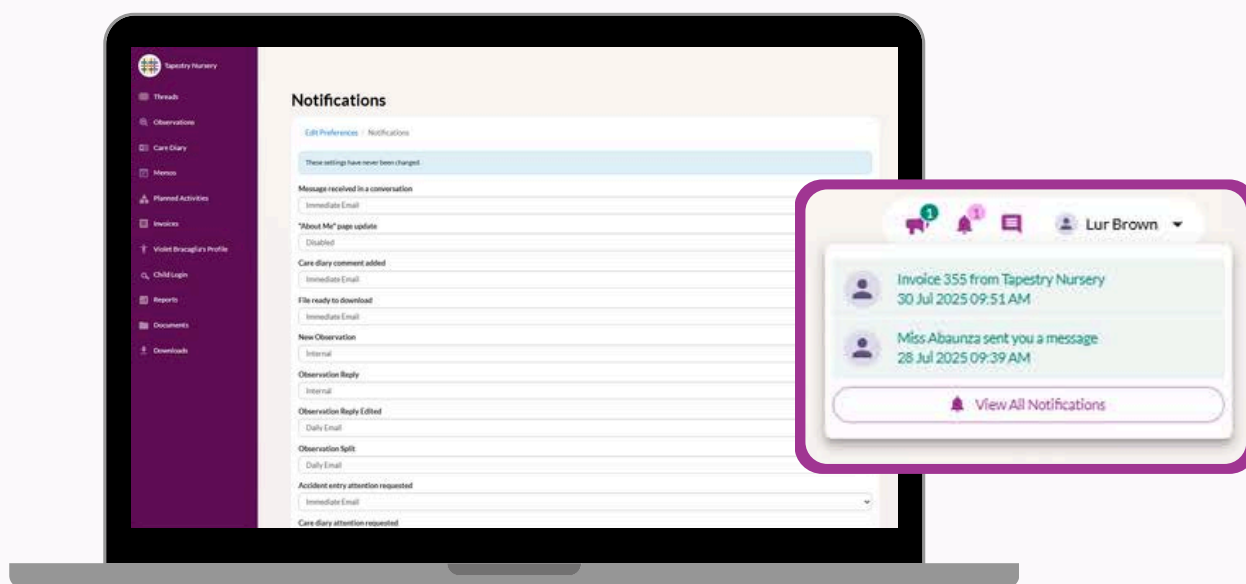 Tapestry Nursery
Threads
Observations
Care Diary
Memos
Planned Activities
Invoices
Violet Bracaglia's Profile
Child Login
Reports
Documents
Downloads
Notifications
Edit Preferences / Notifications
These settings have never been changed.
Message received in a conversation
Immediate Email
"About Me" page update
Disabled
Care diary comment added
Immediate Email
File ready to download
Immediate Email
New Observation
Internal
Observation Reply
Internal
Observation Reply Edited
Daily Email
Observation Split
Daily Email
Accident entry attention requested
Immediate Email
Care diary attention requested
1 1 Lur Brown
Invoice 355 from Tapestry Nursery
30 Jul 2025 09:51 AM
Miss Abaunza sent you a message
28 Jul 2025 09:39 AM
View All Notifications